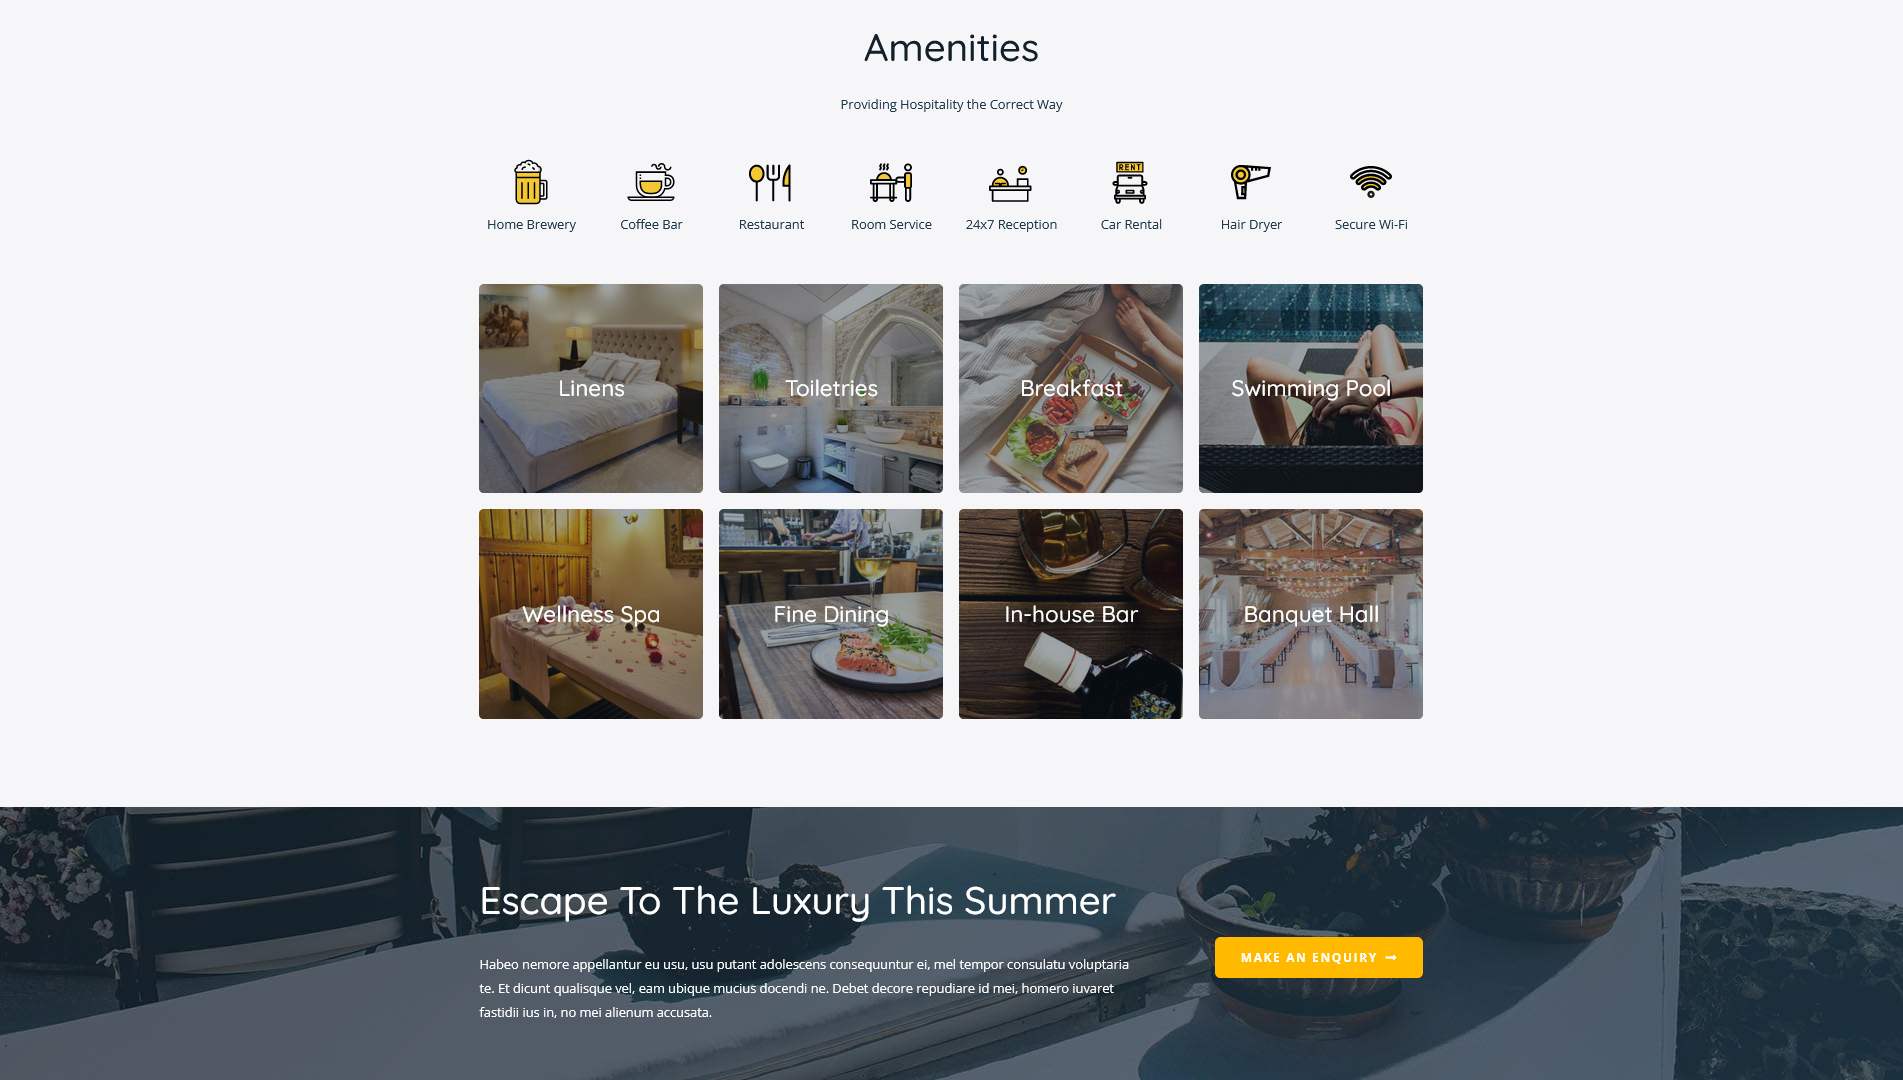 Amenities
Providing Hospitality the Correct Way
RENT
Home Brewery
Coffee Bar
Restaurant
Room Service
24x7 Reception
Car Rental
Hair Dryer
Secure Wi-Fi
Linens
Toiletries
Breakfast
Swimming Pool
Wellness Spa
Fine Dining
In-house Bar
Banquet Hall
Escape To The Luxury This Summer
Habeo nemore appellantur eu usu, usu putant adolescens consequuntur ei, mel tempor consulatu voluptaria
te. Et dicunt qualisque vel, eam ubique mucius docendi ne. Debet decore repudiare id mei, homero iuvaret
fastidii ius in, no mei alienum accusata.
MAKE AN ENQUIRY